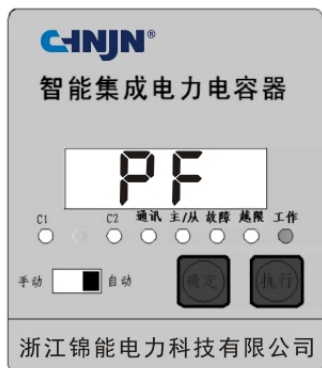 CHNJN®
智能集成电力电容器
PF
C1 C2 通讯 主/从 故障 越限 工作
手动 自动 确定 执行
浙江锦能电力科技有限公司